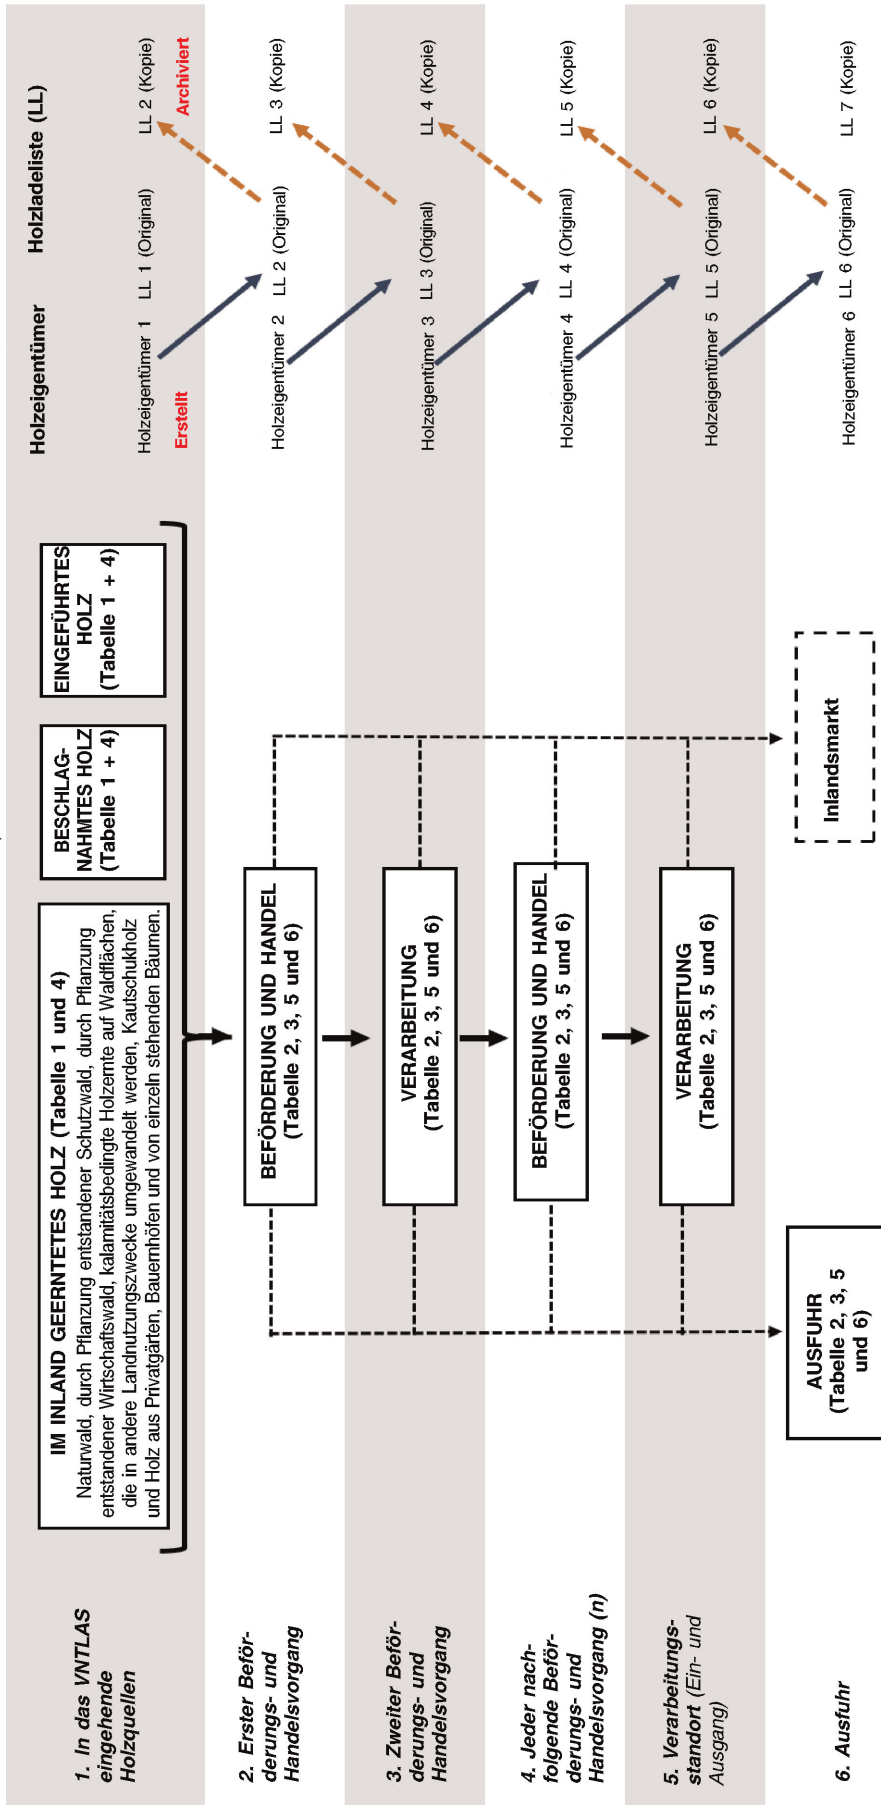 Holzeigentümer
Holzladeliste (LL)
1. In das VNTLAS
eingehende
Holzquellen
IM INLAND GEERNTETES HOLZ (Tabelle 1 und 4)
Naturwald, durch Pflanzung entstandener Schutzwald, durch Pflanzung
entstandener Wirtschaftswald, kalamitätsbedingte Holzernte auf Waldflächen,
die in andere Landnutzungszwecke umgewandelt werden, Kautschukholz
und Holz aus Privatgärten, Bauernhöfen und von einzeln stehenden Bäumen.
BESCHLAG-
NAHMTES HOLZ
(Tabelle 1 + 4)
EINGEFÜHRTES
HOLZ
(Tabelle 1 + 4)
Holzeigentümer 1 LL 1 (Original) LL 2 (Kopie)
Erstellt
Archiviert
2. Erster Beför-
derungs- und
Handelsvorgang
BEFÖRDERUNG UND HANDEL
(Tabelle 2, 3, 5 und 6)
Holzeigentümer 2 LL 2 (Original) LL 3 (Kopie)
3. Zweiter Beför-
derungs- und
Handelsvorgang
VERARBEITUNG
(Tabelle 2, 3, 5 und 6)
Holzeigentümer 3 LL 3 (Original) LL 4 (Kopie)
4. Jeder nach-
folgende Beför-
derungs- und
Handelsvorgang (n)
BEFÖRDERUNG UND HANDEL
(Tabelle 2, 3, 5 und 6)
Holzeigentümer 4 LL 4 (Original) LL 5 (Kopie)
5. Verarbeitungs-
standort (Ein- und
Ausgang)
VERARBEITUNG
(Tabelle 2, 3, 5 und 6)
Holzeigentümer 5 LL 5 (Original) LL 6 (Kopie)
6. Ausfuhr
AUSFUHR
(Tabelle 2, 3, 5
und 6)
Inlandsmarkt
Holzeigentümer 6 LL 6 (Original) LL 7 (Kopie)